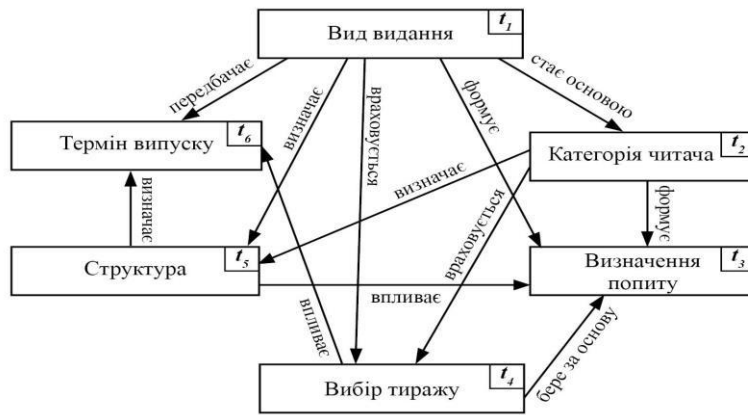 Вид видання
t₁
передбачає
визначає
враховується
формує
стає основою
Термін випуску
t₆
Категорія читача
t₂
визначає
визначає
враховується
формує
Структура
t₅
впливає
Визначення
попиту
t₃
впливає
Вибір тиражу
t₄
бере за основу